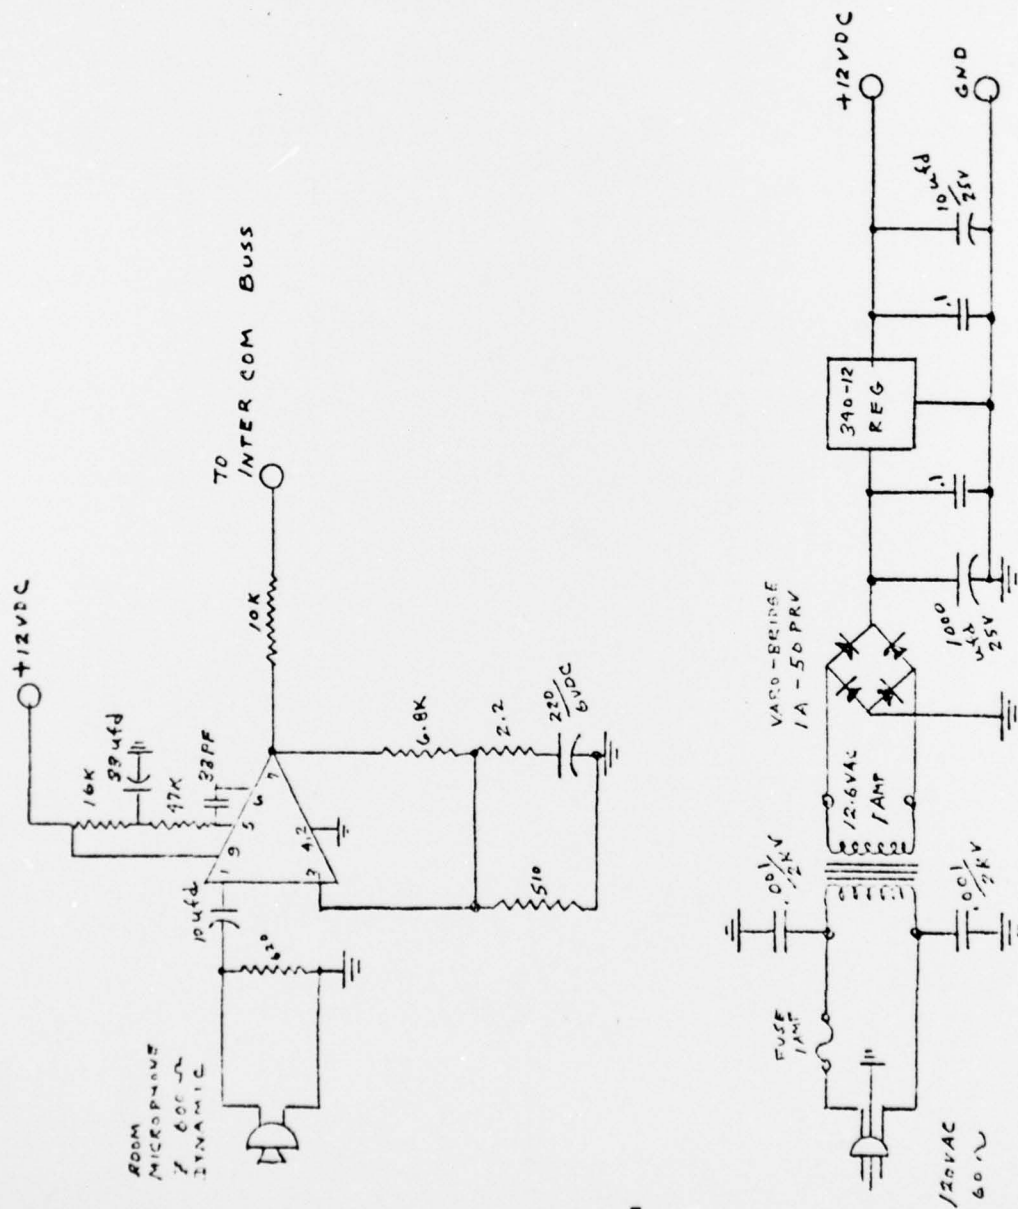 +12VDC
16K
33ufd
47K
33PF
10ufd
1
9
5
6
7
3
4,2
620
ROOM
MICROPHONE
600 Ω
DYNAMIC
10K
TO
INTER COM BUSS
6.8K
2.2
220/6VDC
510
+12VDC
GND
10ufd/25V
.1
340-12
REG
.1
1000
ufd
25V
VARO-BRIDGE
1A-50PRV
12.6VAC
1AMP
.001/2KV
.001/2KV
FUSE
1AMP
120VAC
60~